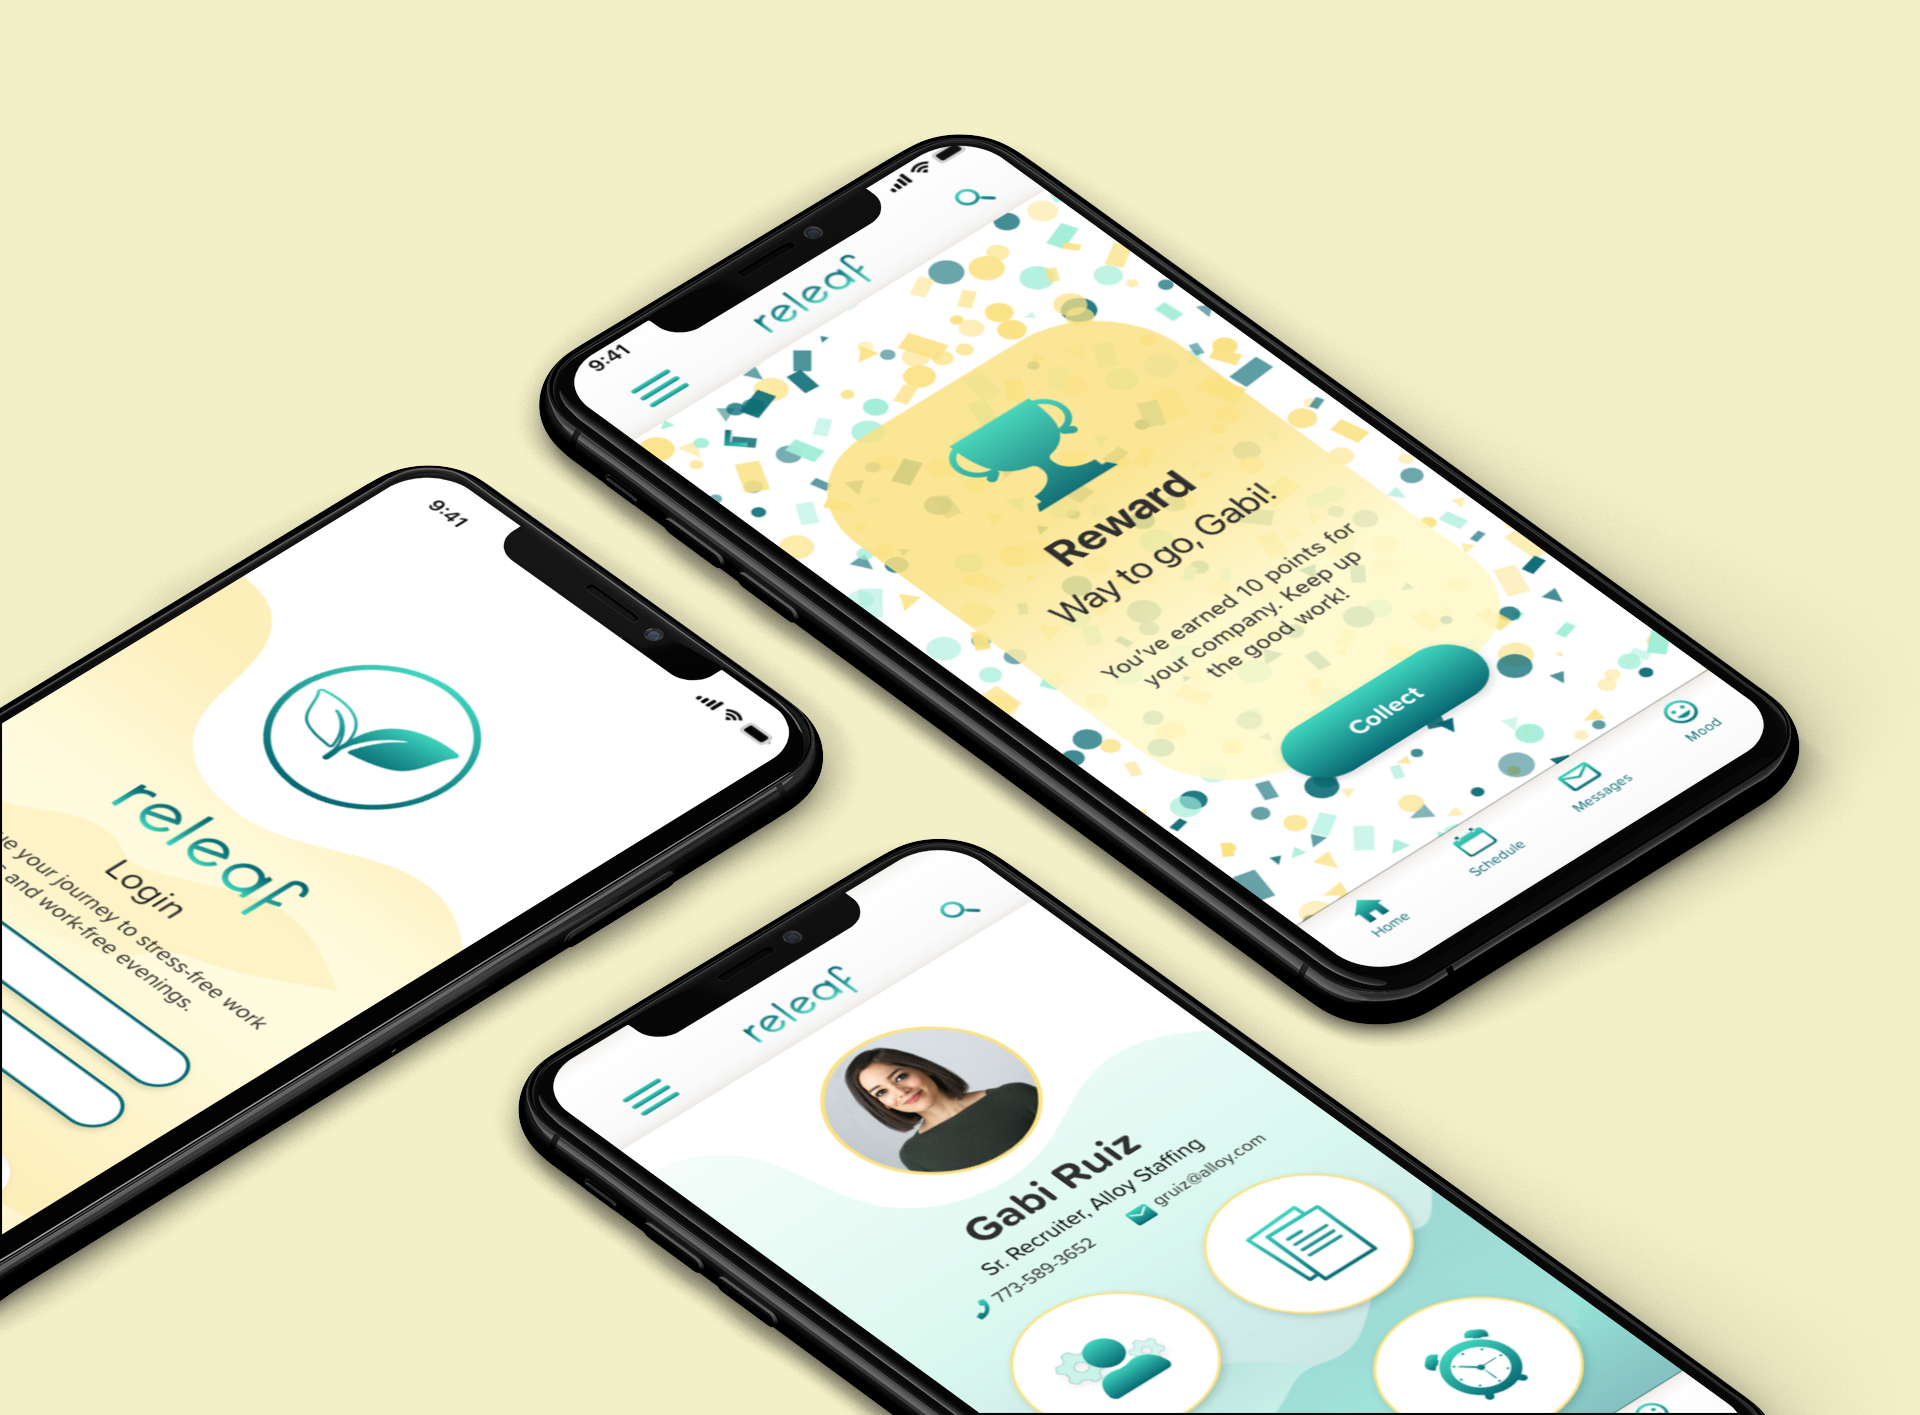 9:41
releaf
Reward
Way to go, Gabi!
You've earned 10 points for
your company. Keep up
the good work!
Collect
Home
Schedule
Messages
Mood
9:41
releaf
Login
your journey to stress-free work
and work-free evenings.
releaf
Gabi Ruiz
Sr. Recruiter, Alloy Staffing
773-589-3652
gruiz@alloy.com